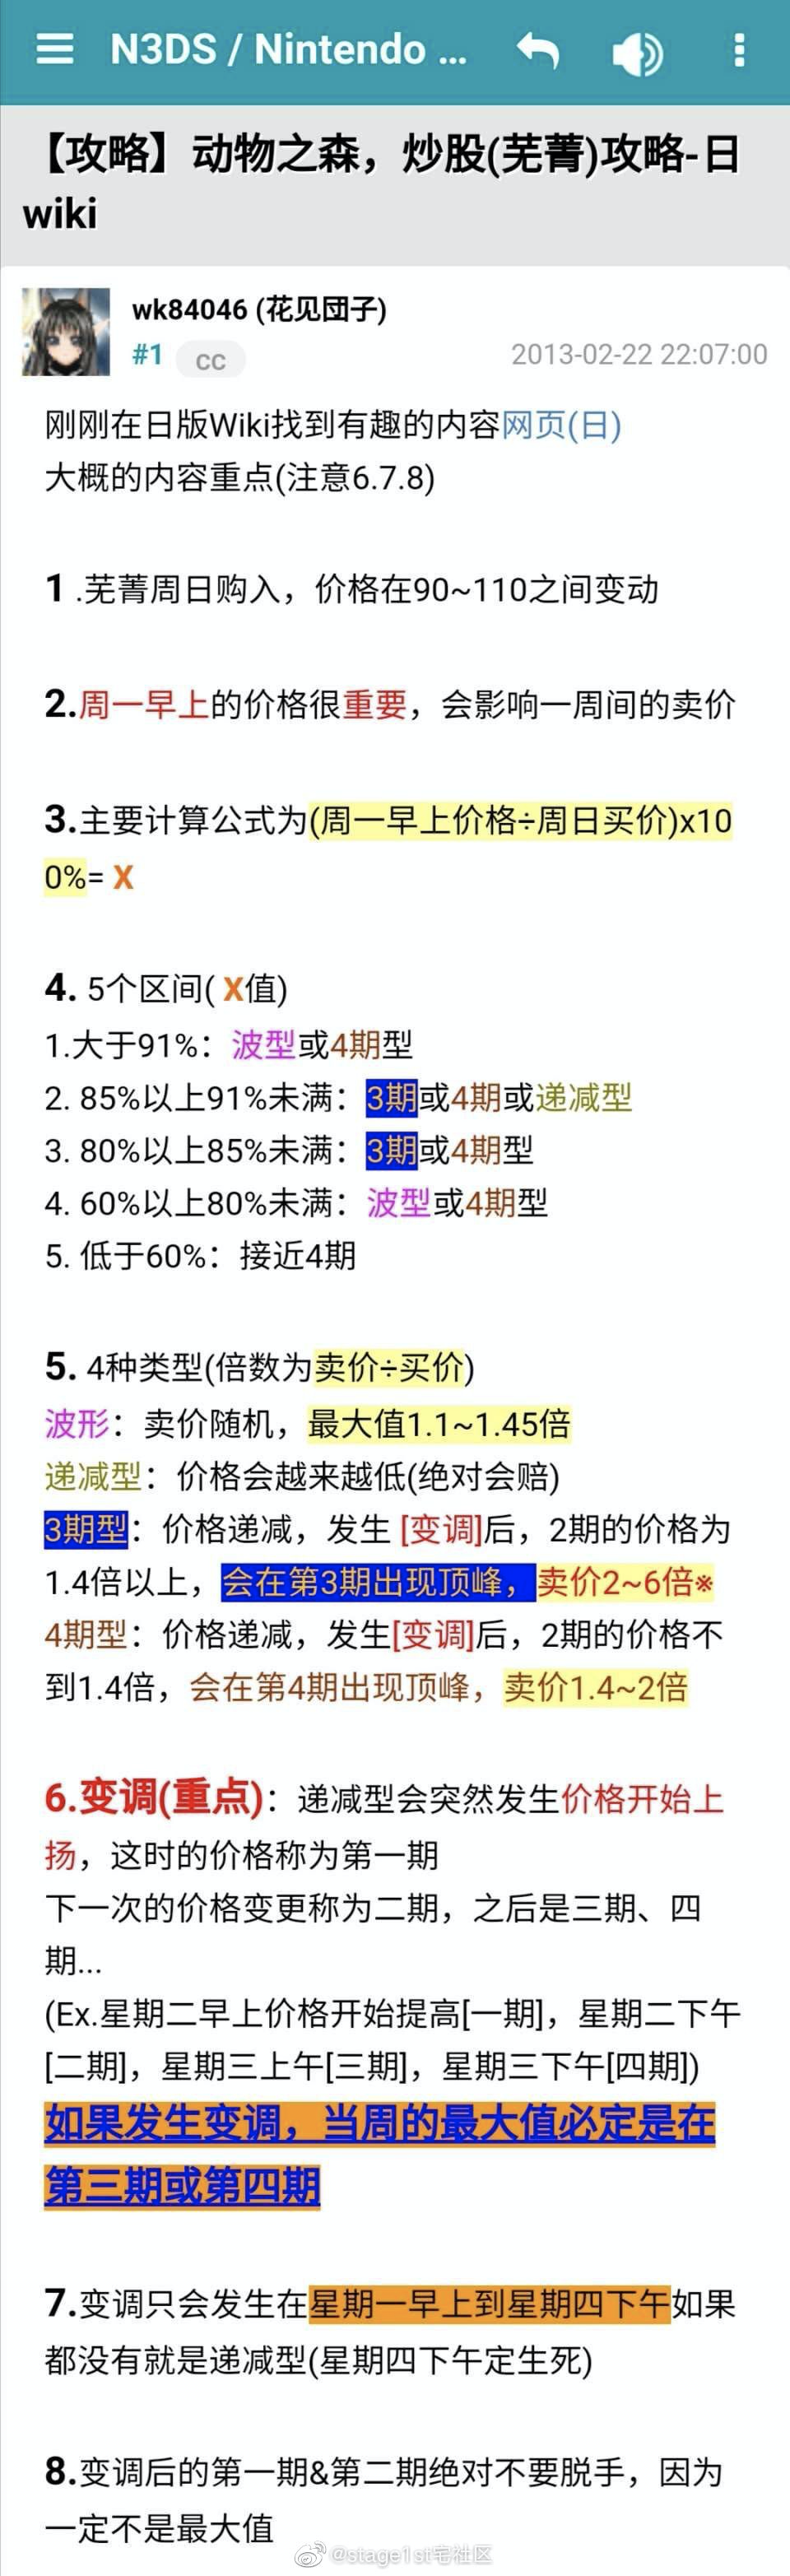 N3DS / Nintendo ...
【攻略】动物之森，炒股(芜菁)攻略-日
wiki
wk84046 (花见団子)
#1 cc 2013-02-22 22:07:00
刚刚在日版Wiki找到有趣的内容网页(日)
大概的内容重点(注意6.7.8)
1 .芜菁周日购入，价格在90~110之间变动
2.周一早上的价格很重要，会影响一周间的卖价
3.主要计算公式为(周一早上价格÷周日买价)x10
0%= X
4. 5个区间( X值)
1.大于91%：波型或4期型
2. 85%以上91%未满：3期或4期或递减型
3. 80%以上85%未满：3期或4期型
4. 60%以上80%未满：波型或4期型
5. 低于60%：接近4期
5. 4种类型(倍数为卖价÷买价)
波形：卖价随机，最大值1.1~1.45倍
递减型：价格会越来越低(绝对会赔)
3期型：价格递减，发生 [变调]后，2期的价格为
1.4倍以上，会在第3期出现顶峰，卖价2~6倍※
4期型：价格递减，发生[变调]后，2期的价格不
到1.4倍，会在第4期出现顶峰，卖价1.4~2倍
6.变调(重点)：递减型会突然发生价格开始上
扬，这时的价格称为第一期
下一次的价格变更称为二期，之后是三期、四
期...
(Ex.星期二早上价格开始提高[一期]，星期二下午
[二期]，星期三上午[三期]，星期三下午[四期])
如果发生变调，当周的最大值必定是在
第三期或第四期
7.变调只会发生在星期一早上到星期四下午如果
都没有就是递减型(星期四下午定生死)
8.变调后的第一期&第二期绝对不要脱手，因为
一定不是最大值
@stage1st宅社区